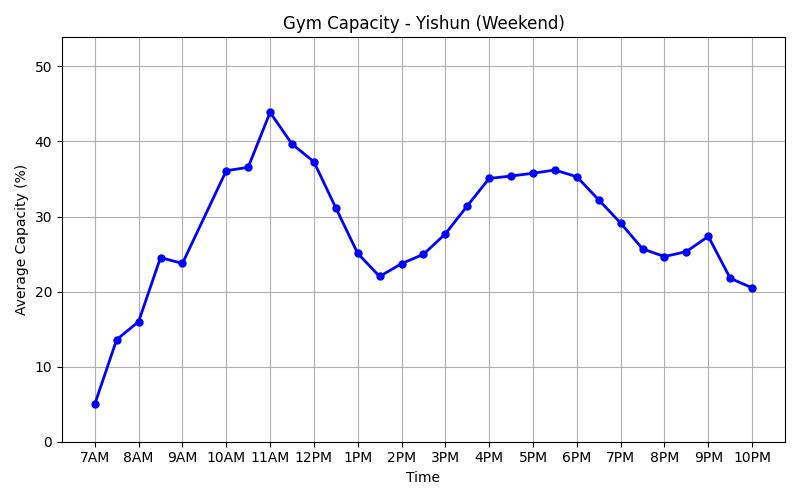 Gym Capacity - Yishun (Weekend)
Average Capacity (%)
50
40
30
20
10
0
7AM 8AM 9AM 10AM 11AM 12PM 1PM 2PM 3PM 4PM 5PM 6PM 7PM 8PM 9PM 10PM
Time